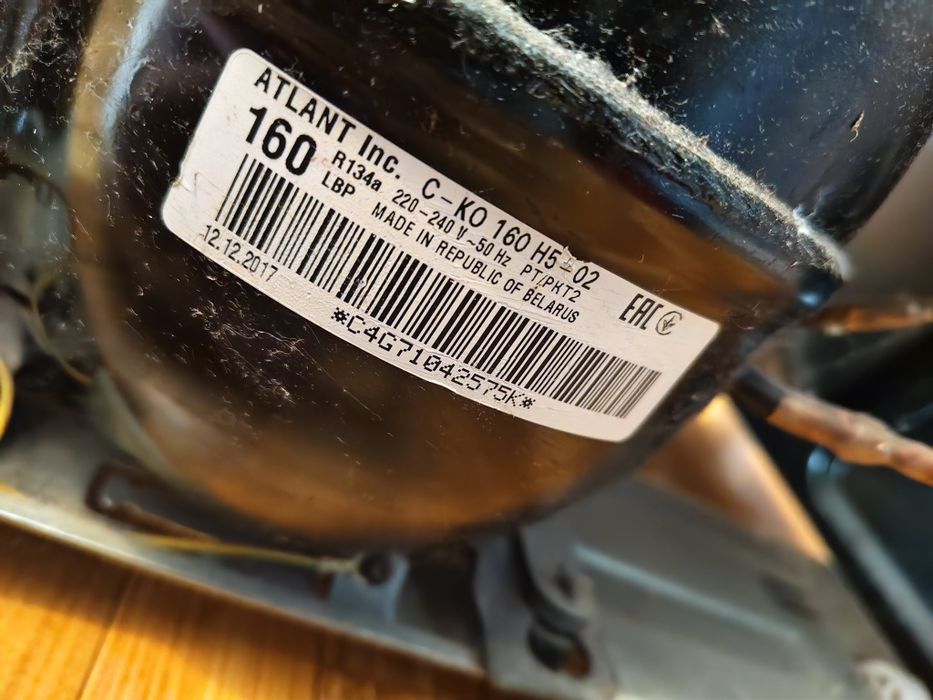 ATLANT Inc. C-KO 160 H5-02
160 R134a 220-240 V~50 Hz PT/PKT2
LBP MADE IN REPUBLIC OF BELARUS
EAC
12.12.2017
*C4G71042575K*